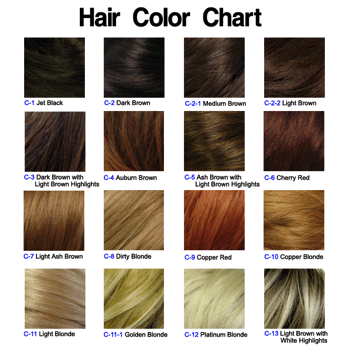 Hair Color Chart
C-1 Jet Black
C-2 Dark Brown
C-2-1 Medium Brown
C-2-2 Light Brown
C-3 Dark Brown with
Light Brown Highlights
C-4 Auburn Brown
C-5 Ash Brown with
Light Brown Highlights
C-6 Cherry Red
C-7 Light Ash Brown
C-8 Dirty Blonde
C-9 Copper Red
C-10 Copper Blonde
C-11 Light Blonde
C-11-1 Golden Blonde
C-12 Platinum Blonde
C-13 Light Brown with
White Highlights